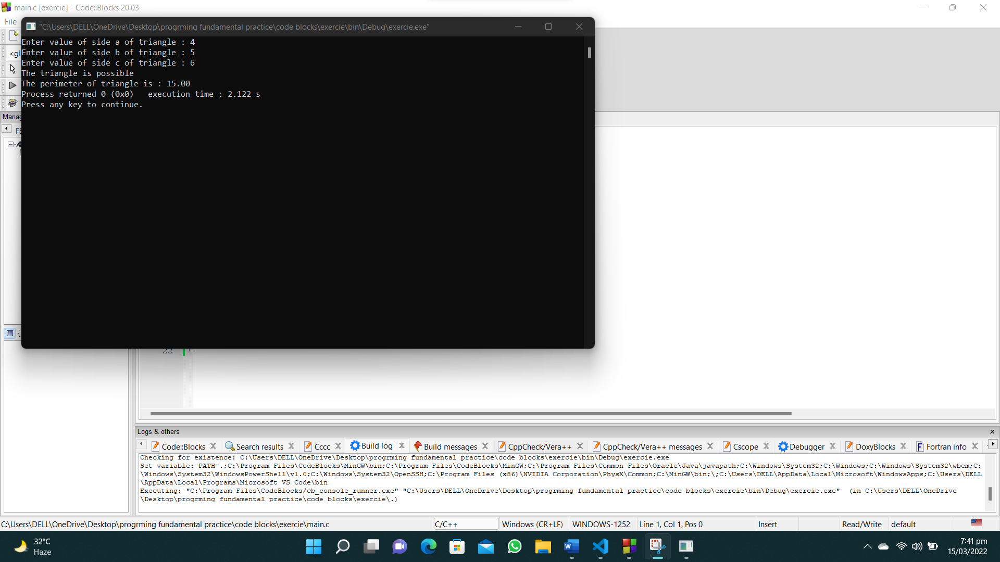 main.c [exercie] - Code::Blocks 20.03
File
"C:\Users\DELL\OneDrive\Desktop\progrming fundamental practice\code blocks\exercie\bin\Debug\exercie.exe"
Enter value of side a of triangle : 4
<gl
Enter value of side b of triangle : 5
Enter value of side c of triangle : 6
The triangle is possible
The perimeter of triangle is : 15.00
Process returned 0 (0x0)   execution time : 2.122 s
Press any key to continue.
Manag
FS
{
22
Logs & others
Code::Blocks
Search results
Cccc
Build log
Build messages
CppCheck/Vera++
CppCheck/Vera++ messages
Cscope
Debugger
DoxyBlocks
Fortran info
Checking for existence: C:\Users\DELL\OneDrive\Desktop\progrming fundamental practice\code blocks\exercie\bin\Debug\exercie.exe
Set variable: PATH=.;C:\Program Files\CodeBlocks\MinGW\bin;C:\Program Files\CodeBlocks\MinGW;C:\Program Files\Common Files\Oracle\Java\javapath;C:\Windows\System32;C:\Windows;C:\Windows\System32\wbem;C:
\Windows\System32\WindowsPowerShell\v1.0;C:\Windows\System32\OpenSSH;C:\Program Files (x86)\NVIDIA Corporation\PhysX\Common;C:\MinGW\bin;\;C:\Users\DELL\AppData\Local\Microsoft\WindowsApps;C:\Users\DELL
\AppData\Local\Programs\Microsoft VS Code\bin
Executing: "C:\Program Files\CodeBlocks/cb_console_runner.exe" "C:\Users\DELL\OneDrive\Desktop\progrming fundamental practice\code blocks\exercie\bin\Debug\exercie.exe"  (in C:\Users\DELL\OneDrive
\Desktop\progrming fundamental practice\code blocks\exercie\.)
C:\Users\DELL\OneDrive\Desktop\progrming fundamental practice\code blocks\exercie\main.c
C/C++
Windows (CR+LF)
WINDOWS-1252
Line 1, Col 1, Pos 0
Insert
Read/Write
default
32°C
Haze
7:41 pm
15/03/2022